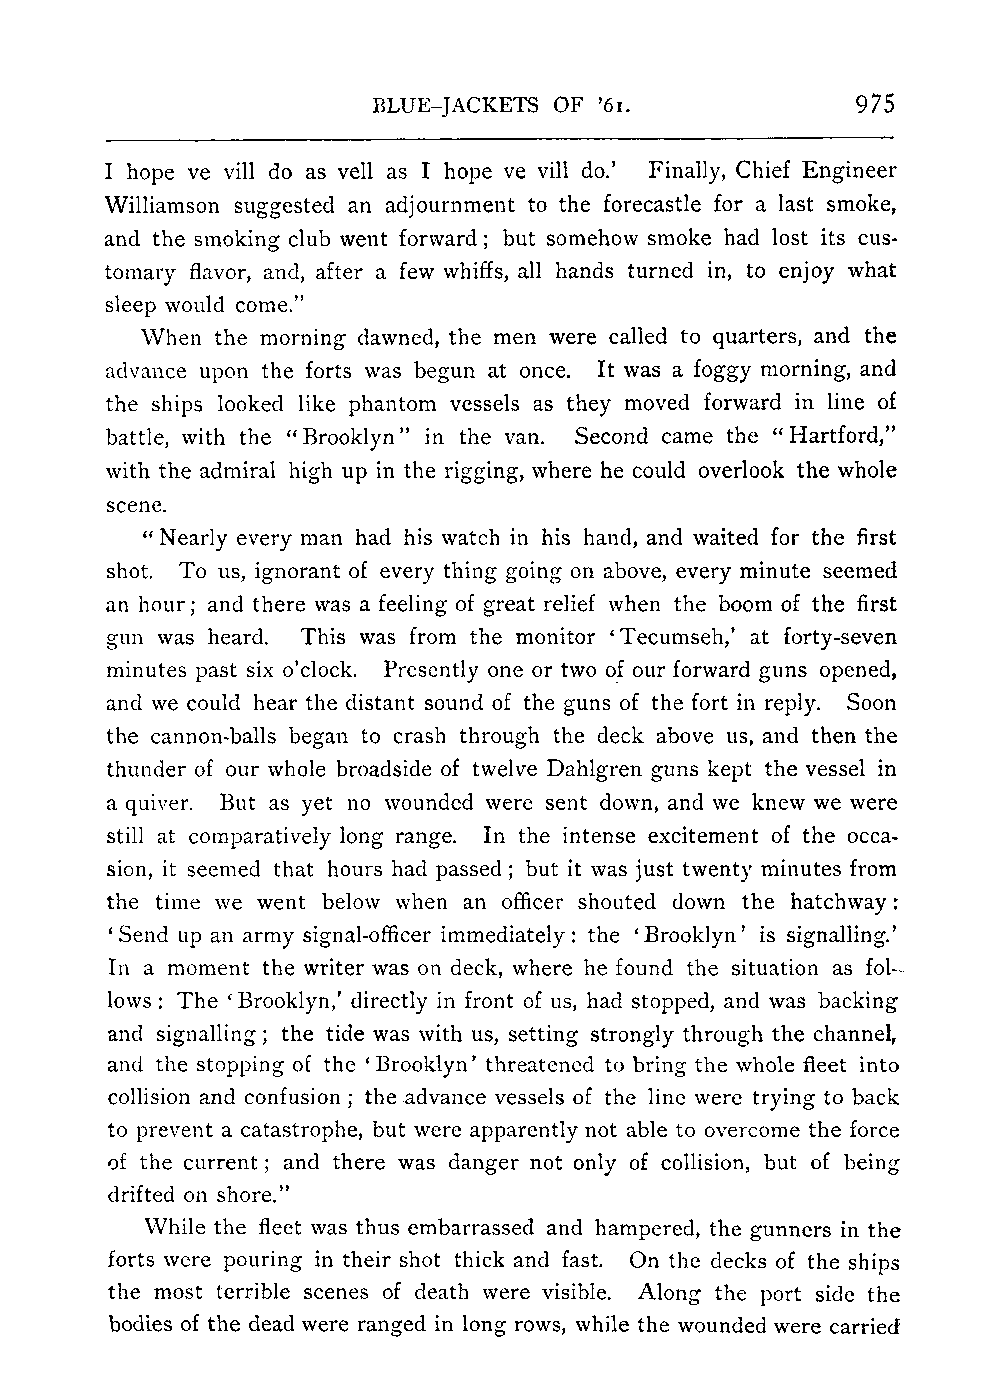 BLUE–JACKETS OF ’61. 975
I hope ve vill do as vell as I hope ve vill do.’ Finally, Chief Engineer
Williamson suggested an adjournment to the forecastle for a last smoke,
and the smoking club went forward; but somehow smoke had lost its cus-
tomary flavor, and, after a few whiffs, all hands turned in, to enjoy what
sleep would come.”
When the morning dawned, the men were called to quarters, and the
advance upon the forts was begun at once. It was a foggy morning, and
the ships looked like phantom vessels as they moved forward in line of
battle, with the “Brooklyn” in the van. Second came the “Hartford,”
with the admiral high up in the rigging, where he could overlook the whole
scene.
“Nearly every man had his watch in his hand, and waited for the first
shot. To us, ignorant of every thing going on above, every minute seemed
an hour; and there was a feeling of great relief when the boom of the first
gun was heard. This was from the monitor ‘Tecumseh,’ at forty-seven
minutes past six o’clock. Presently one or two of our forward guns opened,
and we could hear the distant sound of the guns of the fort in reply. Soon
the cannon-balls began to crash through the deck above us, and then the
thunder of our whole broadside of twelve Dahlgren guns kept the vessel in
a quiver. But as yet no wounded were sent down, and we knew we were
still at comparatively long range. In the intense excitement of the occa-
sion, it seemed that hours had passed; but it was just twenty minutes from
the time we went below when an officer shouted down the hatchway:
‘Send up an army signal-officer immediately: the ‘Brooklyn’ is signalling.’
In a moment the writer was on deck, where he found the situation as fol-
lows: The ‘Brooklyn,’ directly in front of us, had stopped, and was backing
and signalling; the tide was with us, setting strongly through the channel,
and the stopping of the ‘Brooklyn’ threatened to bring the whole fleet into
collision and confusion; the advance vessels of the line were trying to back
to prevent a catastrophe, but were apparently not able to overcome the force
of the current; and there was danger not only of collision, but of being
drifted on shore.”
While the fleet was thus embarrassed and hampered, the gunners in the
forts were pouring in their shot thick and fast. On the decks of the ships
the most terrible scenes of death were visible. Along the port side the
bodies of the dead were ranged in long rows, while the wounded were carried